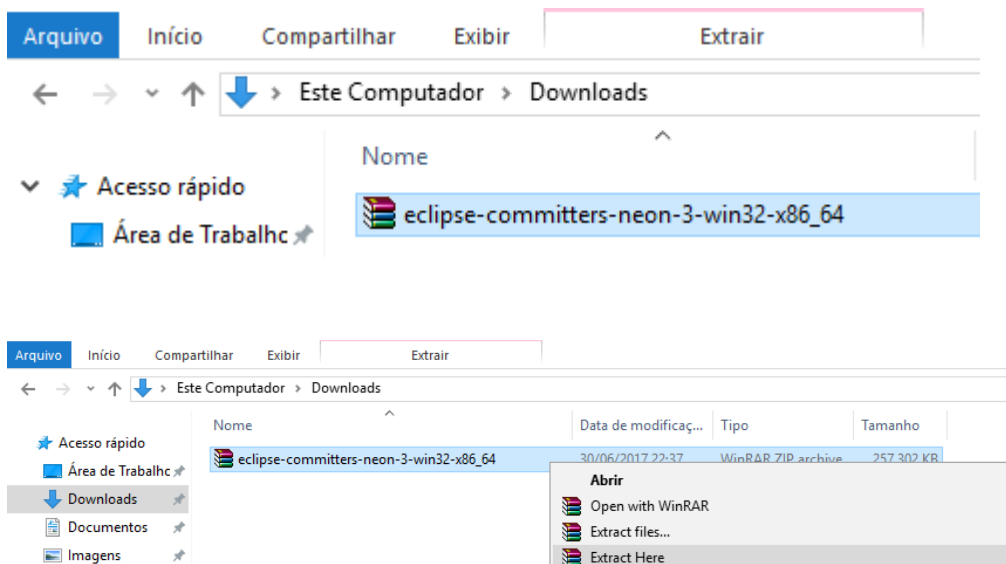 Arquivo Início Compartilhar Exibir Extrair
Este Computador > Downloads
Nome
Acesso rápido
eclipse-committers-neon-3-win32-x86_64
Área de Trabalhc
Arquivo Início Compartilhar Exibir Extrair
Este Computador > Downloads
Nome Data de modificaç... Tipo Tamanho
Acesso rápido
eclipse-committers-neon-3-win32-x86_64 30/06/2017 22:37 WinRAR ZIP archive 257.302 KB
Área de Trabalhc
Abrir
Downloads
Open with WinRAR
Documentos
Extract files...
Imagens
Extract Here